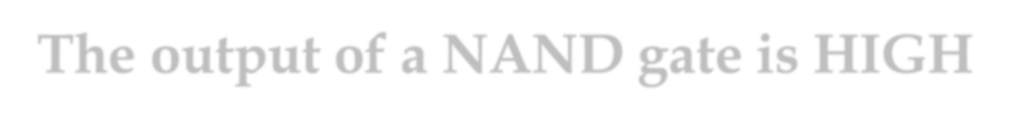 The output of a NAND gate is HIGH